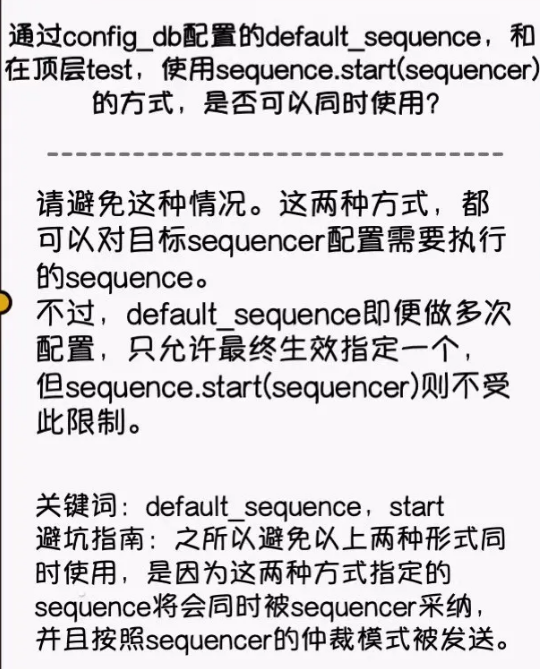 通过config_db配置的default_sequence，和
在顶层test，使用sequence.start(sequencer)
的方式，是否可以同时使用？
请避免这种情况。这两种方式，都
可以对目标sequencer配置需要执行
的sequence。
不过，default_sequence即便做多次
配置，只允许最终生效指定一个，
但sequence.start(sequencer)则不受
此限制。
关键词：default_sequence，start
避坑指南：之所以避免以上两种形式同
时使用，是因为这两种方式指定的
sequence将会同时被sequencer采纳，
并且按照sequencer的仲裁模式被发送。